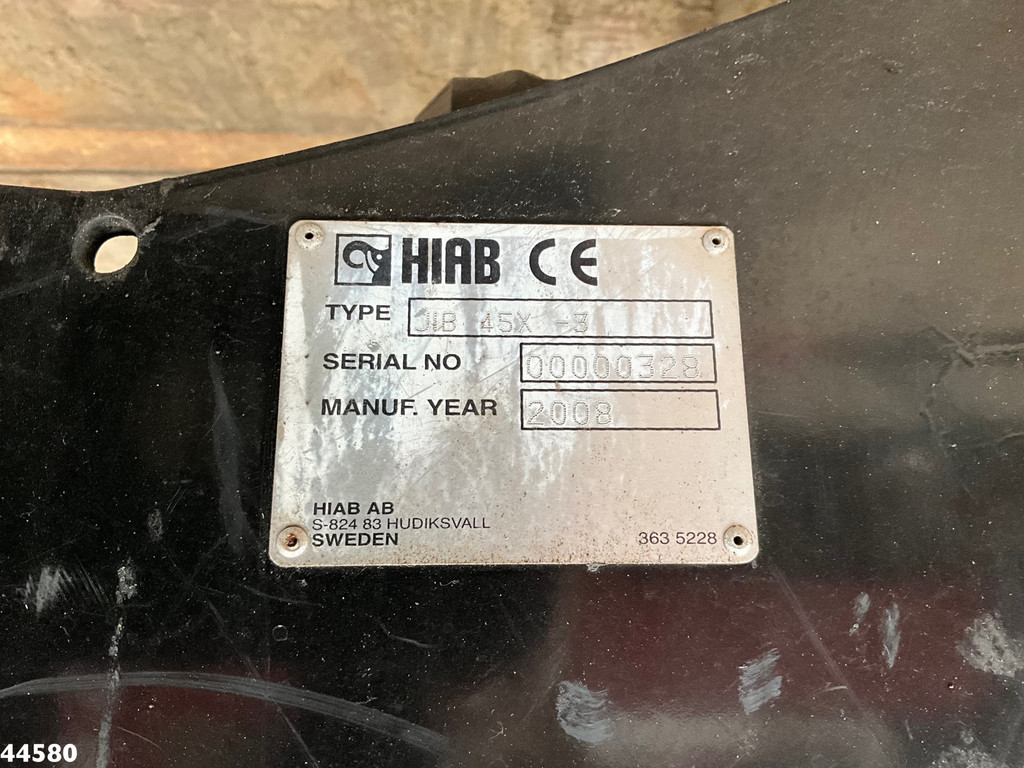 HIAB CE
TYPE JIB 45X -3
SERIAL NO 00000328
MANUF. YEAR 2008
HIAB AB
S-824 83 HUDIKSVALL
SWEDEN 363 5228
44580